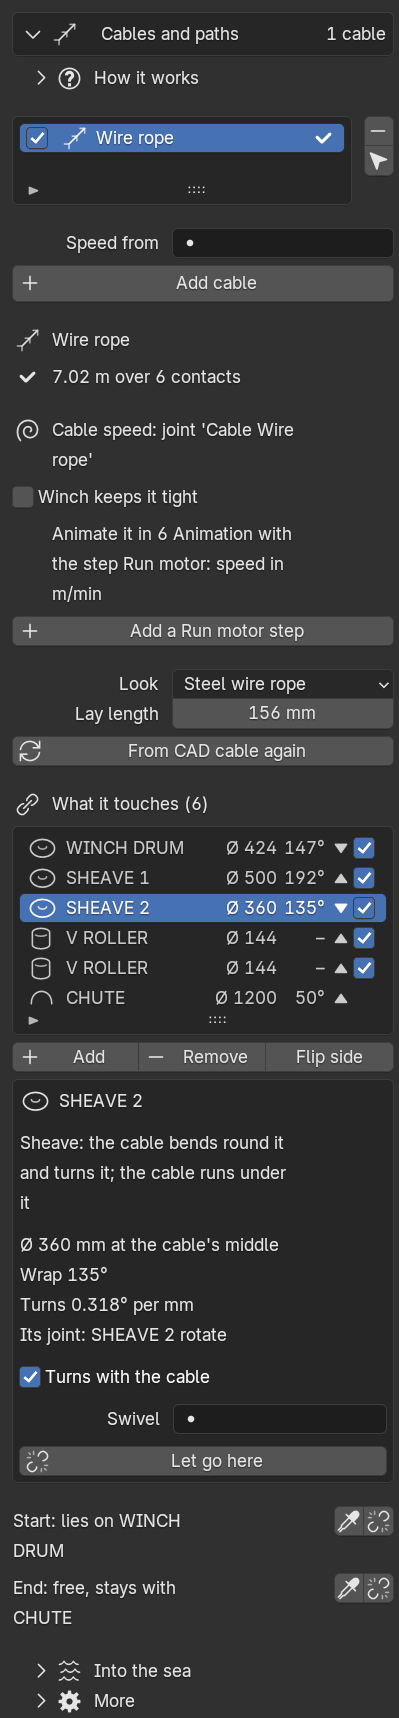 Cables and paths 1 cable
How it works
Wire rope
Speed from
Add cable
Wire rope
7.02 m over 6 contacts
Cable speed: joint 'Cable Wire
rope'
Winch keeps it tight
Animate it in 6 Animation with
the step Run motor: speed in
m/min
Add a Run motor step
Look Steel wire rope
Lay length 156 mm
From CAD cable again
What it touches (6)
WINCH DRUM Ø 424 147°
SHEAVE 1 Ø 500 192°
SHEAVE 2 Ø 360 135°
V ROLLER Ø 144 –
V ROLLER Ø 144 –
CHUTE Ø 1200 50°
Add Remove Flip side
SHEAVE 2
Sheave: the cable bends round it
and turns it; the cable runs under
it
Ø 360 mm at the cable's middle
Wrap 135°
Turns 0.318° per mm
Its joint: SHEAVE 2 rotate
Turns with the cable
Swivel
Let go here
Start: lies on WINCH
DRUM
End: free, stays with
CHUTE
Into the sea
More